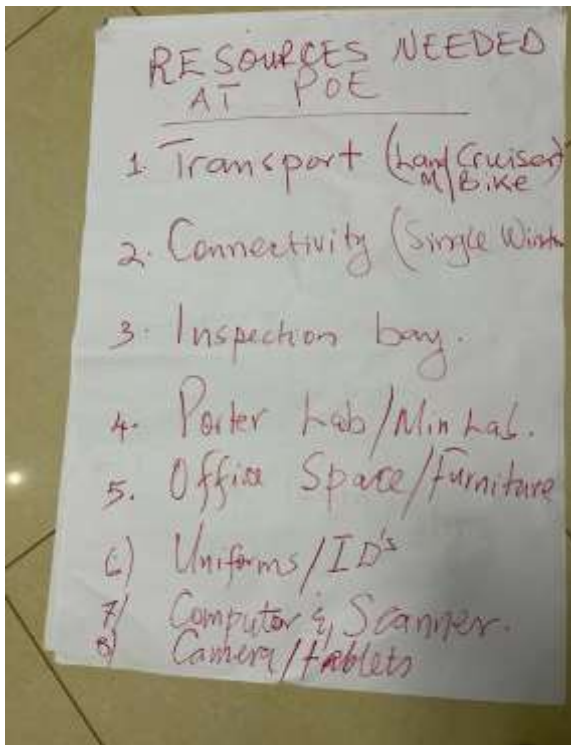 RESOURCES NEEDED
AT POE
1. Transport (Land Cruiser)
M/Bike
2. Connectivity (Single
3. Inspection bay.
4. Porter Lab/Min Lab.
5. Office Space/Furniture
6) Uniforms/ID's
7) Computer & Scanner.
8) Camera/tablets